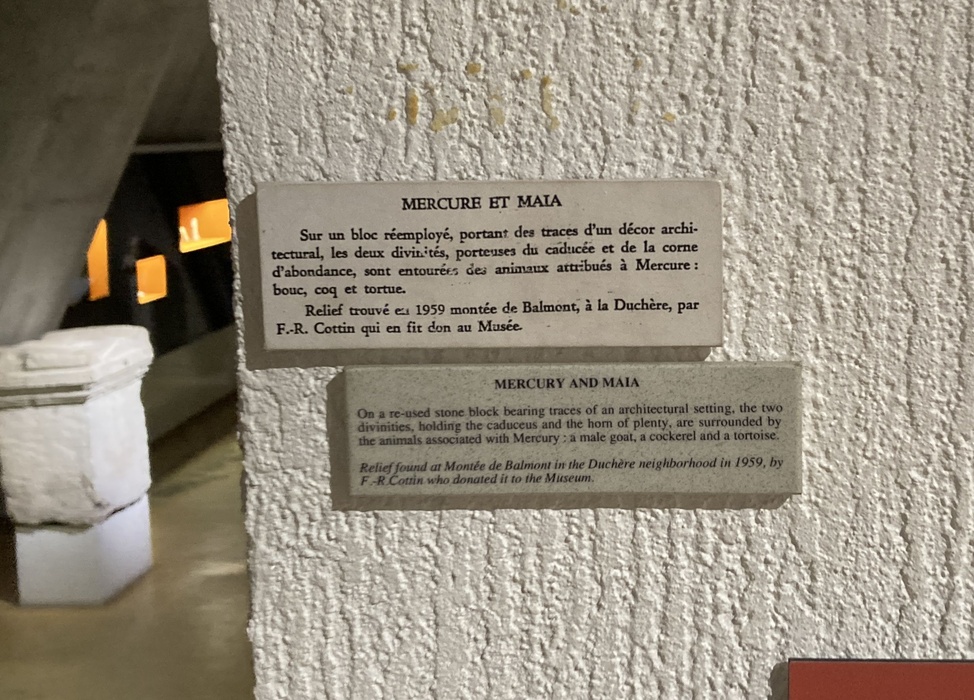 MERCURE ET MAIA
Sur un bloc réemployé, portant des traces d'un décor archi-
tectural, les deux divinités, porteuses du caducée et de la corne
d'abondance, sont entourées des animaux attribués à Mercure :
bouc, coq et tortue.
Relief trouvé en 1959 montée de Balmont, à la Duchère, par
F.-R. Cottin qui en fit don au Musée.
MERCURY AND MAIA
On a re-used stone block bearing traces of an architectural setting, the two
divinities, holding the caduceus and the horn of plenty, are surrounded by
the animals associated with Mercury : a male goat, a cockerel and a tortoise.
Relief found at Montée de Balmont in the Duchère neighborhood in 1959, by
F.-R.Cottin who donated it to the Museum.